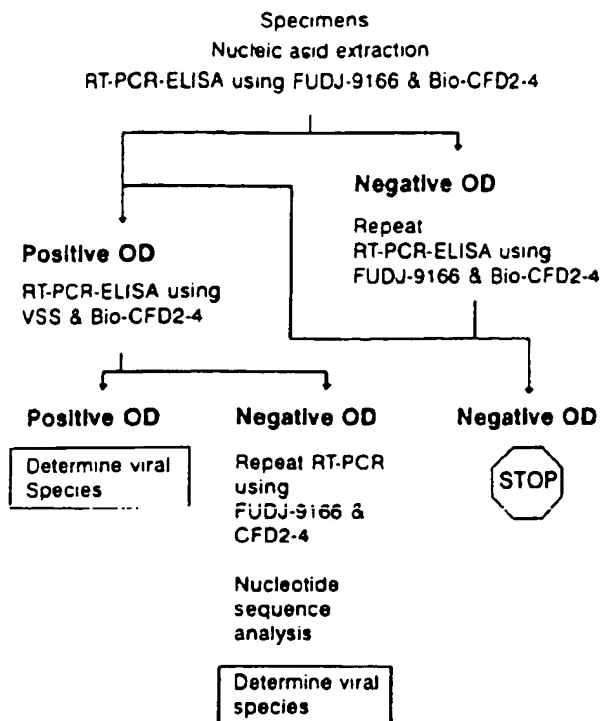 Specimens
Nucleic acid extraction
RT-PCR-ELISA using FUDJ-9166 & Bio-CFD2-4
Negative OD
Repeat
RT-PCR-ELISA using
FUDJ-9166 & Bio-CFD2-4
Positive OD
RT-PCR-ELISA using
VSS & Bio-CFD2-4
Positive OD
Determine viral
Species
Negative OD
Repeat RT-PCR
using
FUDJ-9166 &
CFD2-4
Nucleotide
sequence
analysis
Determine viral
species
Negative OD
STOP